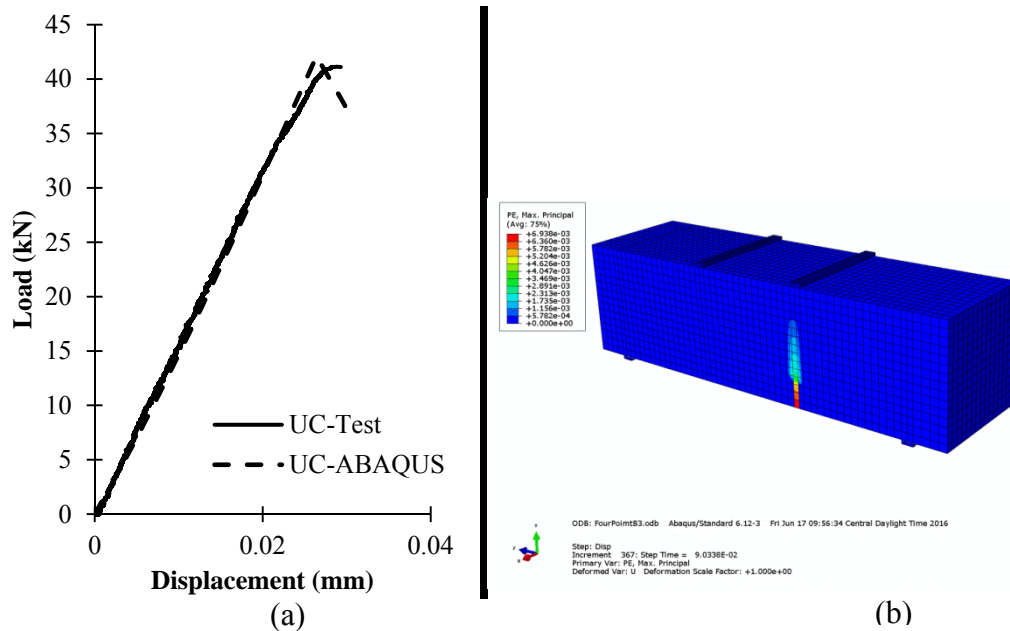 45
40
35
30
25
20
15
10
5
0
Load (kN)
UC-Test
UC-ABAQUS
0
0.02
0.04
Displacement (mm)
(a)
PE, Max. Principal
(Avg: 75%)
+6.938e-03
+6.360e-03
+5.782e-03
+5.204e-03
+4.626e-03
+4.047e-03
+3.469e-03
+2.891e-03
+2.313e-03
+1.735e-03
+1.156e-03
+5.782e-04
+0.000e+00
ODB: FourPointB3.odb Abaqus/Standard 6.12-3 Fri Jun 17 09:56:34 Central Daylight Time 2016
Y
Z
X
Step: Disp
Increment 367: Step Time = 9.0338E-02
Primary Var: PE, Max. Principal
Deformed Var: U Deformation Scale Factor: +1.000e+00
(b)